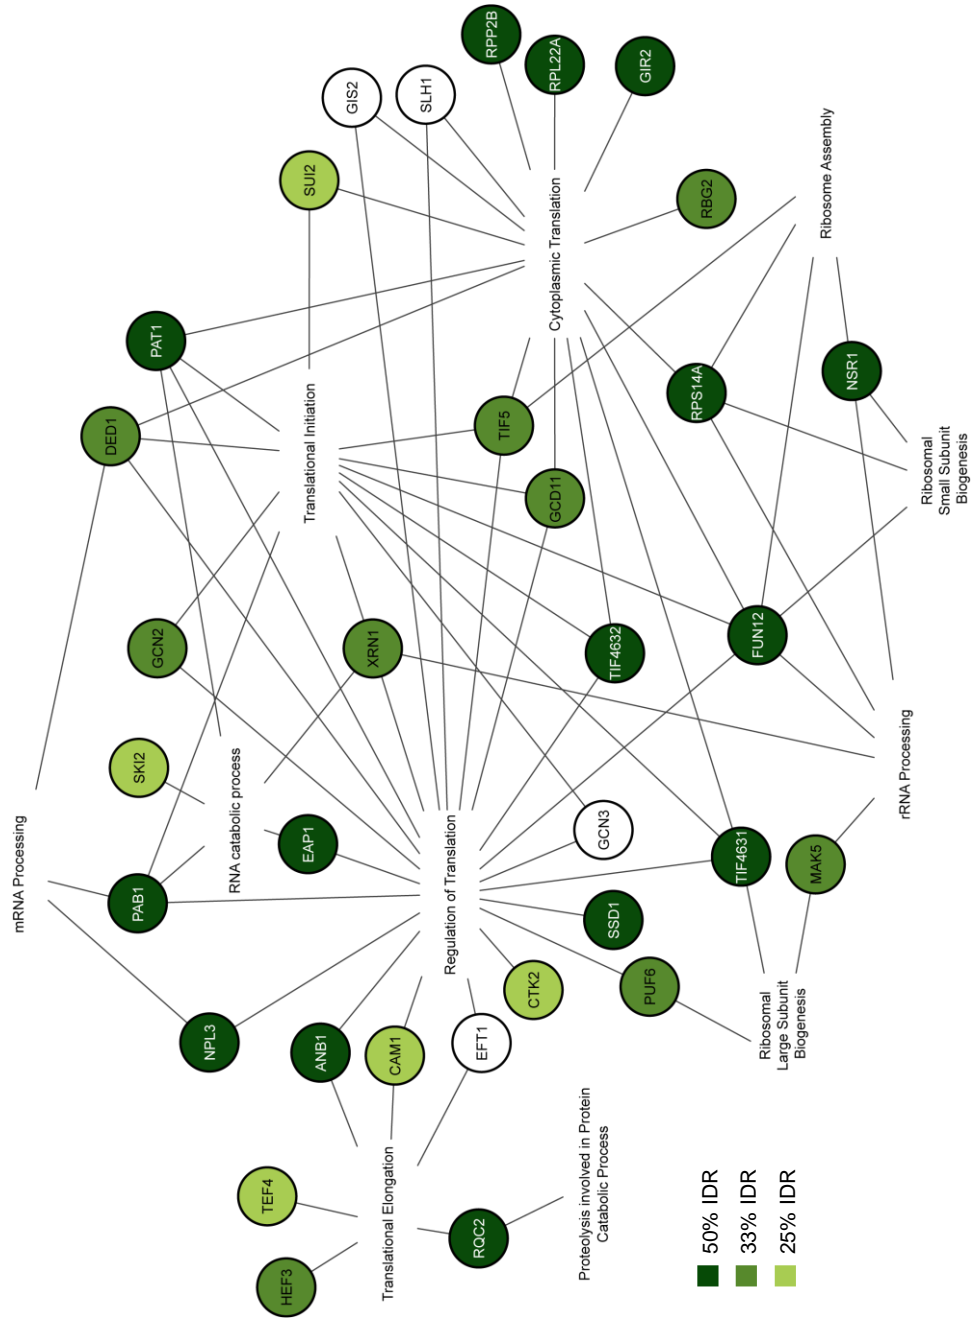 mRNA Processing
DED1
SKI2
PAB1
PAT1
GCN2
NPL3
RNA catabolic process
TEF4
HEF3
EAP1
Translational Initiation
SUI2
ANB1
GIS2
XRN1
Translational Elongation
CAM1
SLH1
Regulation of Translation
RQC2
EFT1
RPP2B
TIF5
CTK2
GCD11
Cytoplasmic Translation
RPL22A
Proteolysis involved in Protein
Catabolic Process
GCN3
SSD1
TIF4632
GIR2
PUF6
RPS14A
RBG2
TIF4631
FUN12
Ribosomal
Large Subunit
Biogenesis
MAK5
Ribosome Assembly
NSR1
rRNA Processing
Ribosomal
Small Subunit
Biogenesis
50% IDR
33% IDR
25% IDR